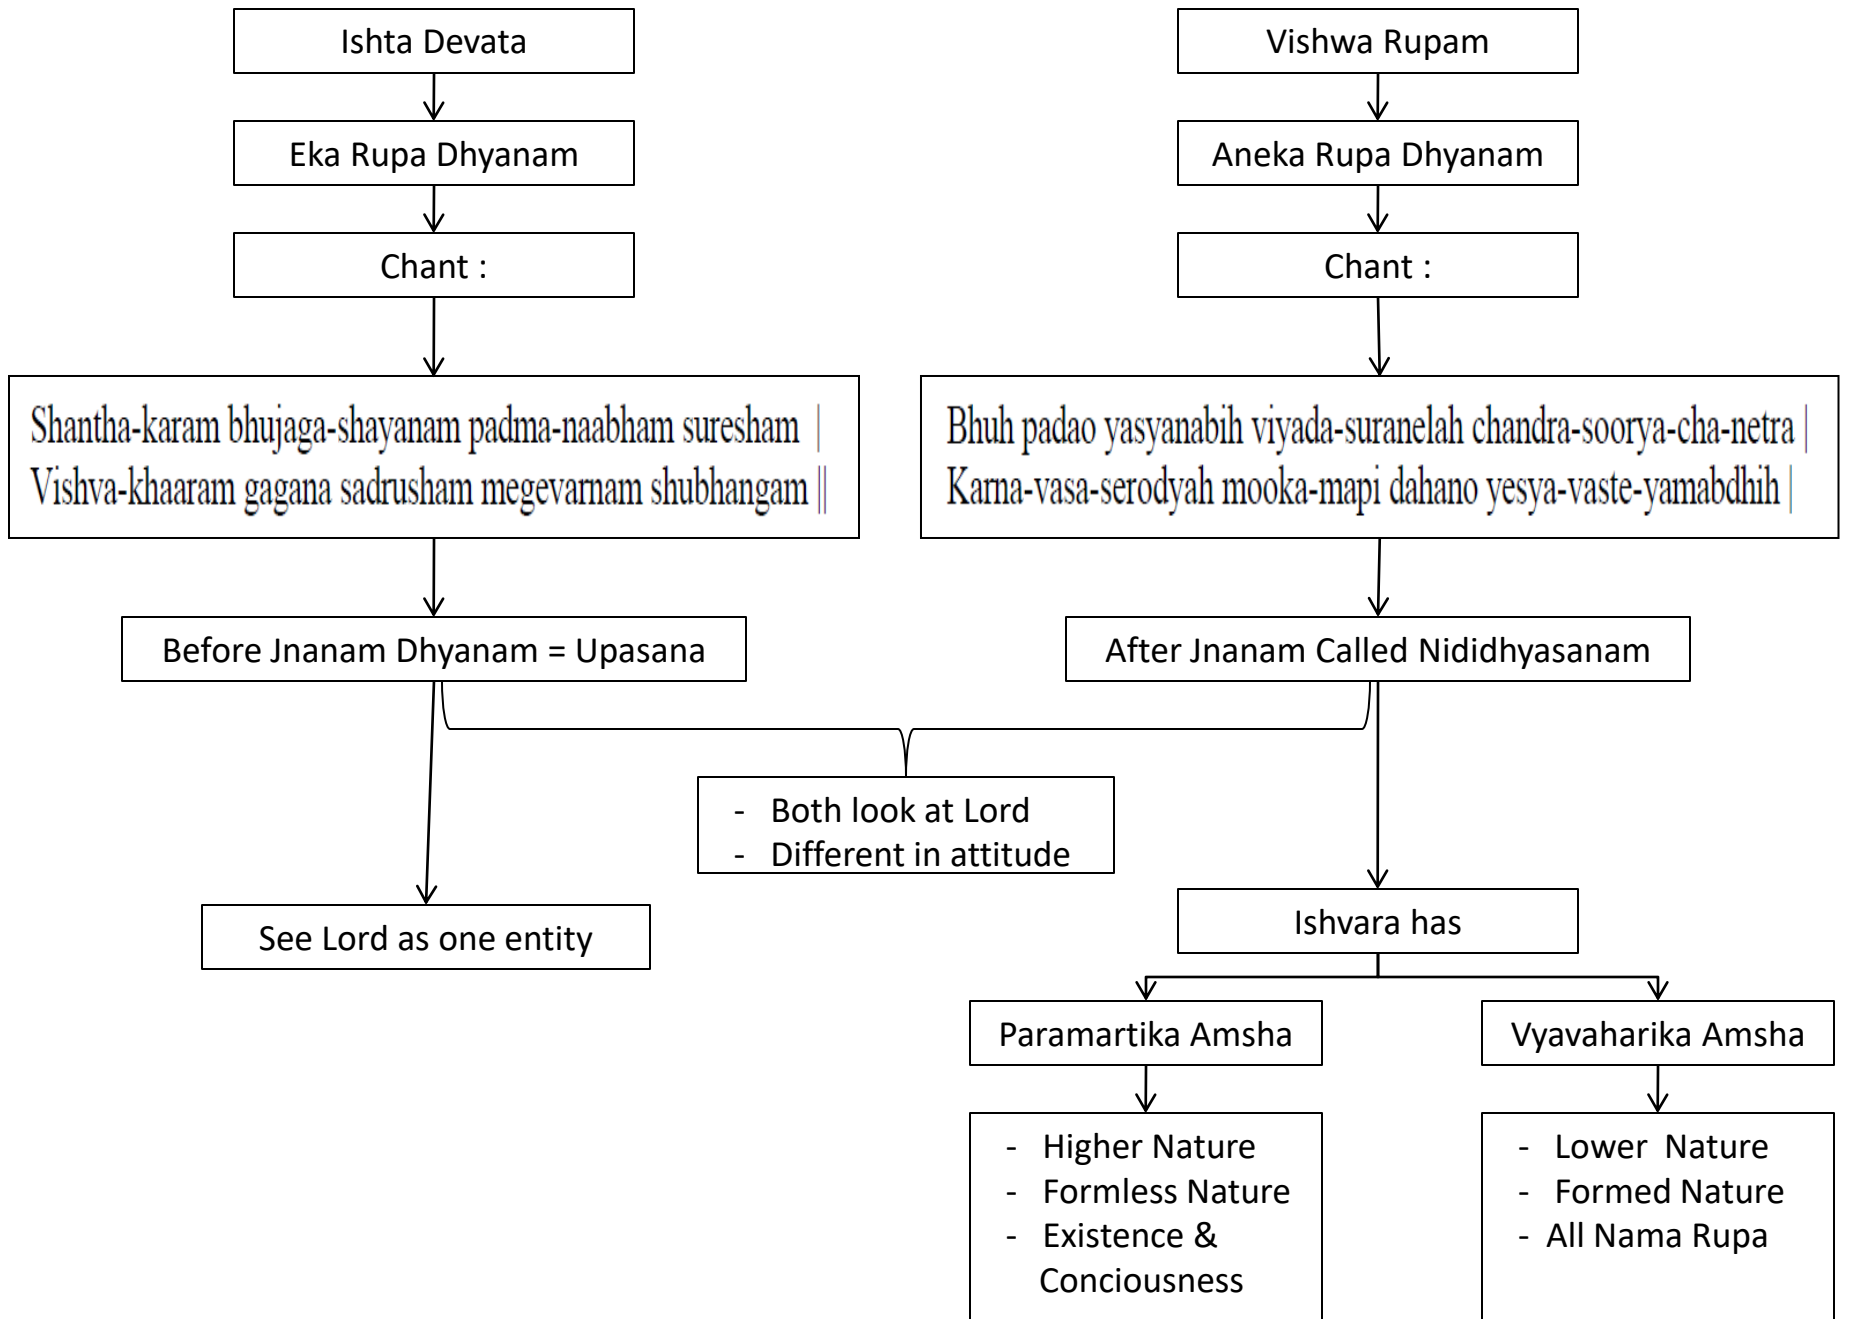 Ishta Devata
Eka Rupa Dhyanam
Chant :
Shantha-karam bhujaga-shayanam padma-naabham suresham |
Vishva-khaaram gagana sadrusham megevarnam shubhangam ||
Before Jnanam Dhyanam = Upasana
See Lord as one entity
Vishwa Rupam
Aneka Rupa Dhyanam
Chant :
Bhuh padao yasyanabih viyada-suranelah chandra-soorya-cha-netra |
Karna-vasa-serodyah mooka-mapi dahano yesya-vaste-yamabdhih |
After Jnanam Called Nididhyasanam
- Both look at Lord
- Different in attitude
Ishvara has
Paramartika Amsha
- Higher Nature
- Formless Nature
- Existence &
Conciousness
Vyavaharika Amsha
- Lower Nature
- Formed Nature
- All Nama Rupa